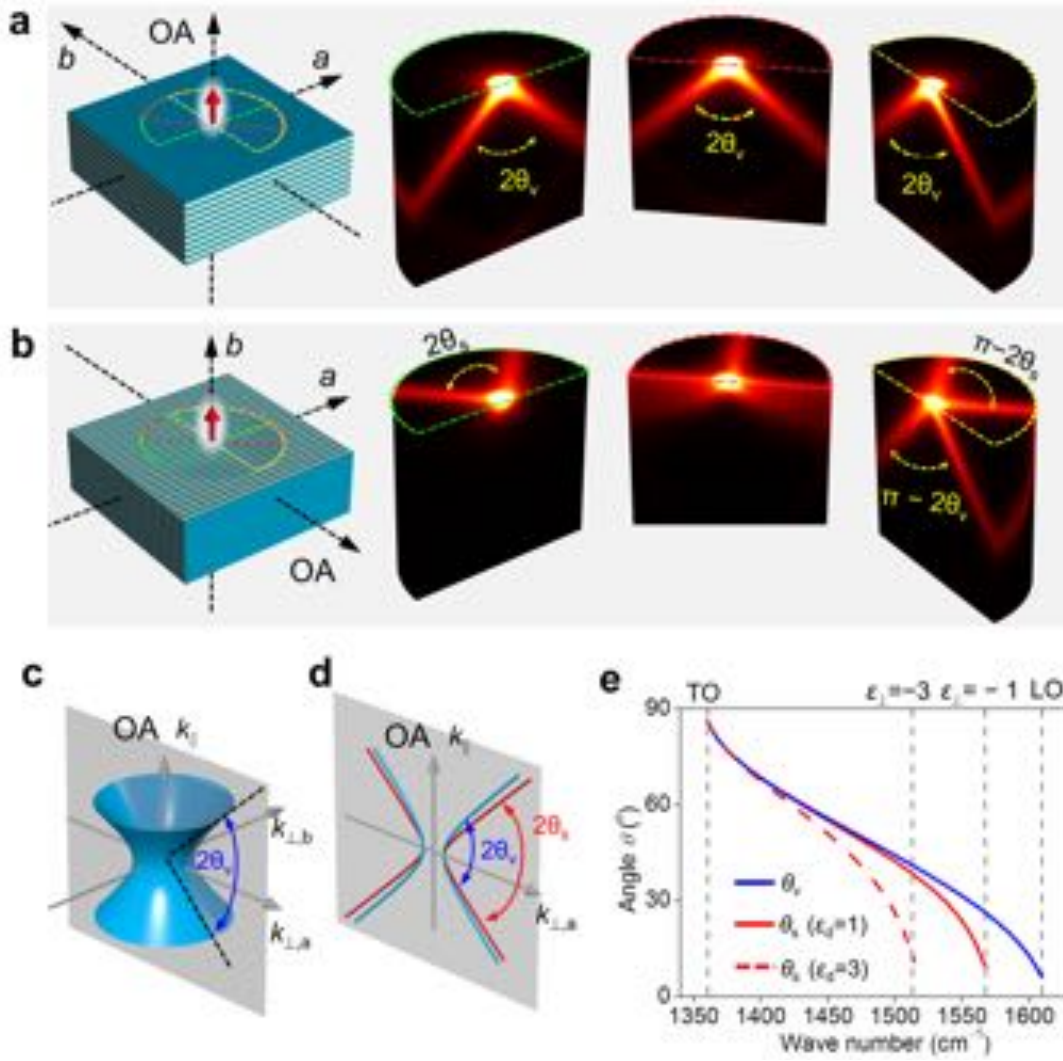 a
OA
b
a
2θᵥ
2θᵥ
2θᵥ
b
b
a
OA
2θₛ
π−2θₛ
π − 2θᵥ
c
OA k∥
k⊥,b
k⊥,a
2θᵥ
d
OA k∥
2θₛ
2θᵥ
k⊥,a
e
TO ε⊥=−3 ε⊥= − 1 LO
90
60
30
0
Angle θ (°)
θᵥ
θₛ (εd=1)
θₛ (εd=3)
1350 1400 1450 1500 1550 1600
Wave number (cm⁻¹)